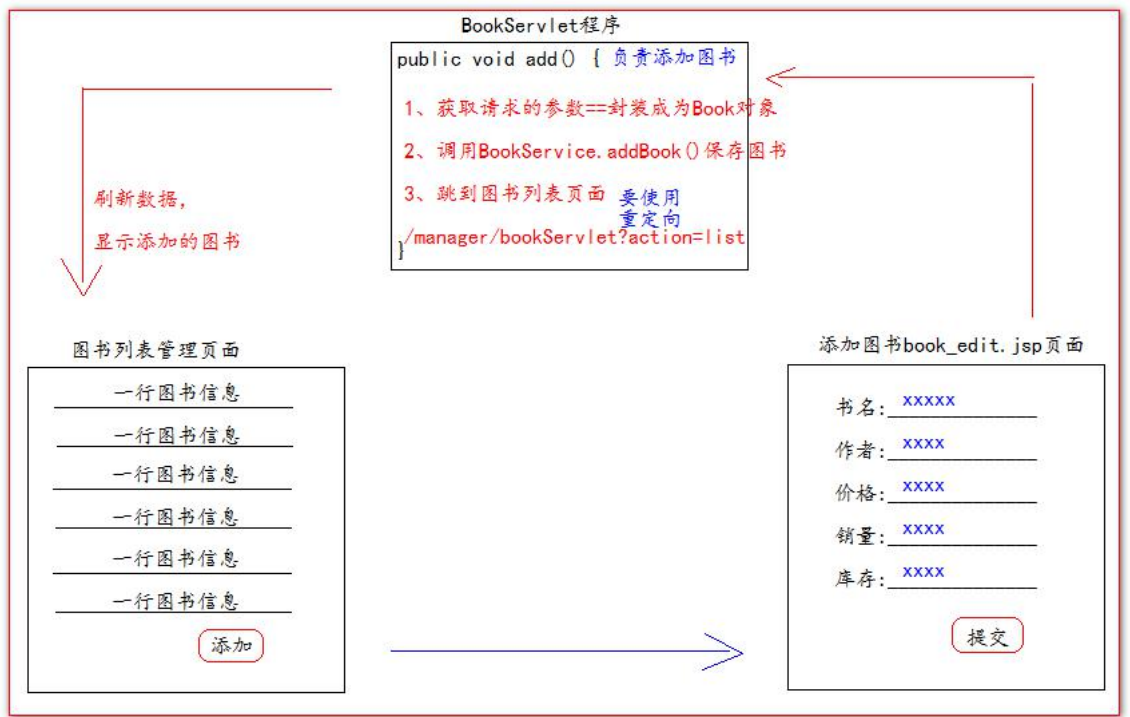 BookServlet程序
public void add() { 负责添加图书
1、获取请求的参数==封装成为Book对象
2、调用BookService.addBook()保存图书
3、跳到图书列表页面 要使用
重定向
/manager/bookServlet?action=list
}
刷新数据,
显示添加的图书
图书列表管理页面
一行图书信息
一行图书信息
一行图书信息
一行图书信息
一行图书信息
一行图书信息
添加
添加图书book_edit.jsp页面
书名:xxxxx
作者:xxxx
价格:xxxx
销量:xxxx
库存:xxxx
提交